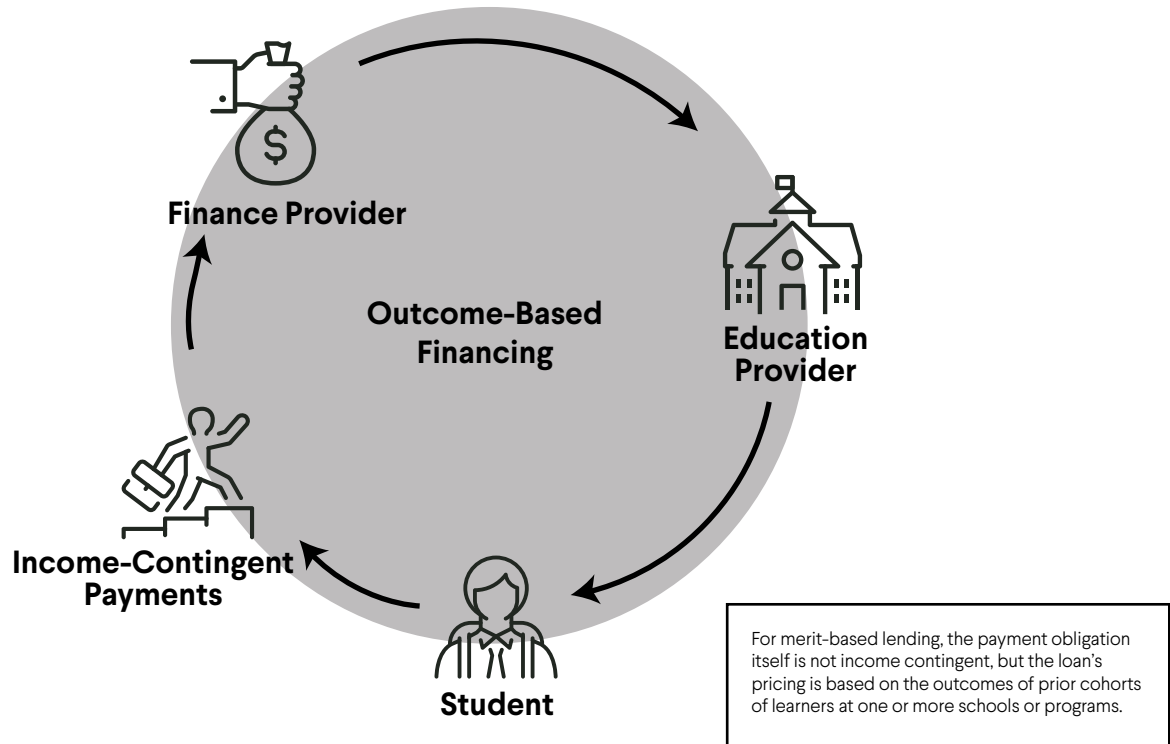 $
Finance Provider
Outcome-Based
Financing
Education
Provider
Income-Contingent
Payments
Student
For merit-based lending, the payment obligation
itself is not income contingent, but the loan’s
pricing is based on the outcomes of prior cohorts
of learners at one or more schools or programs.